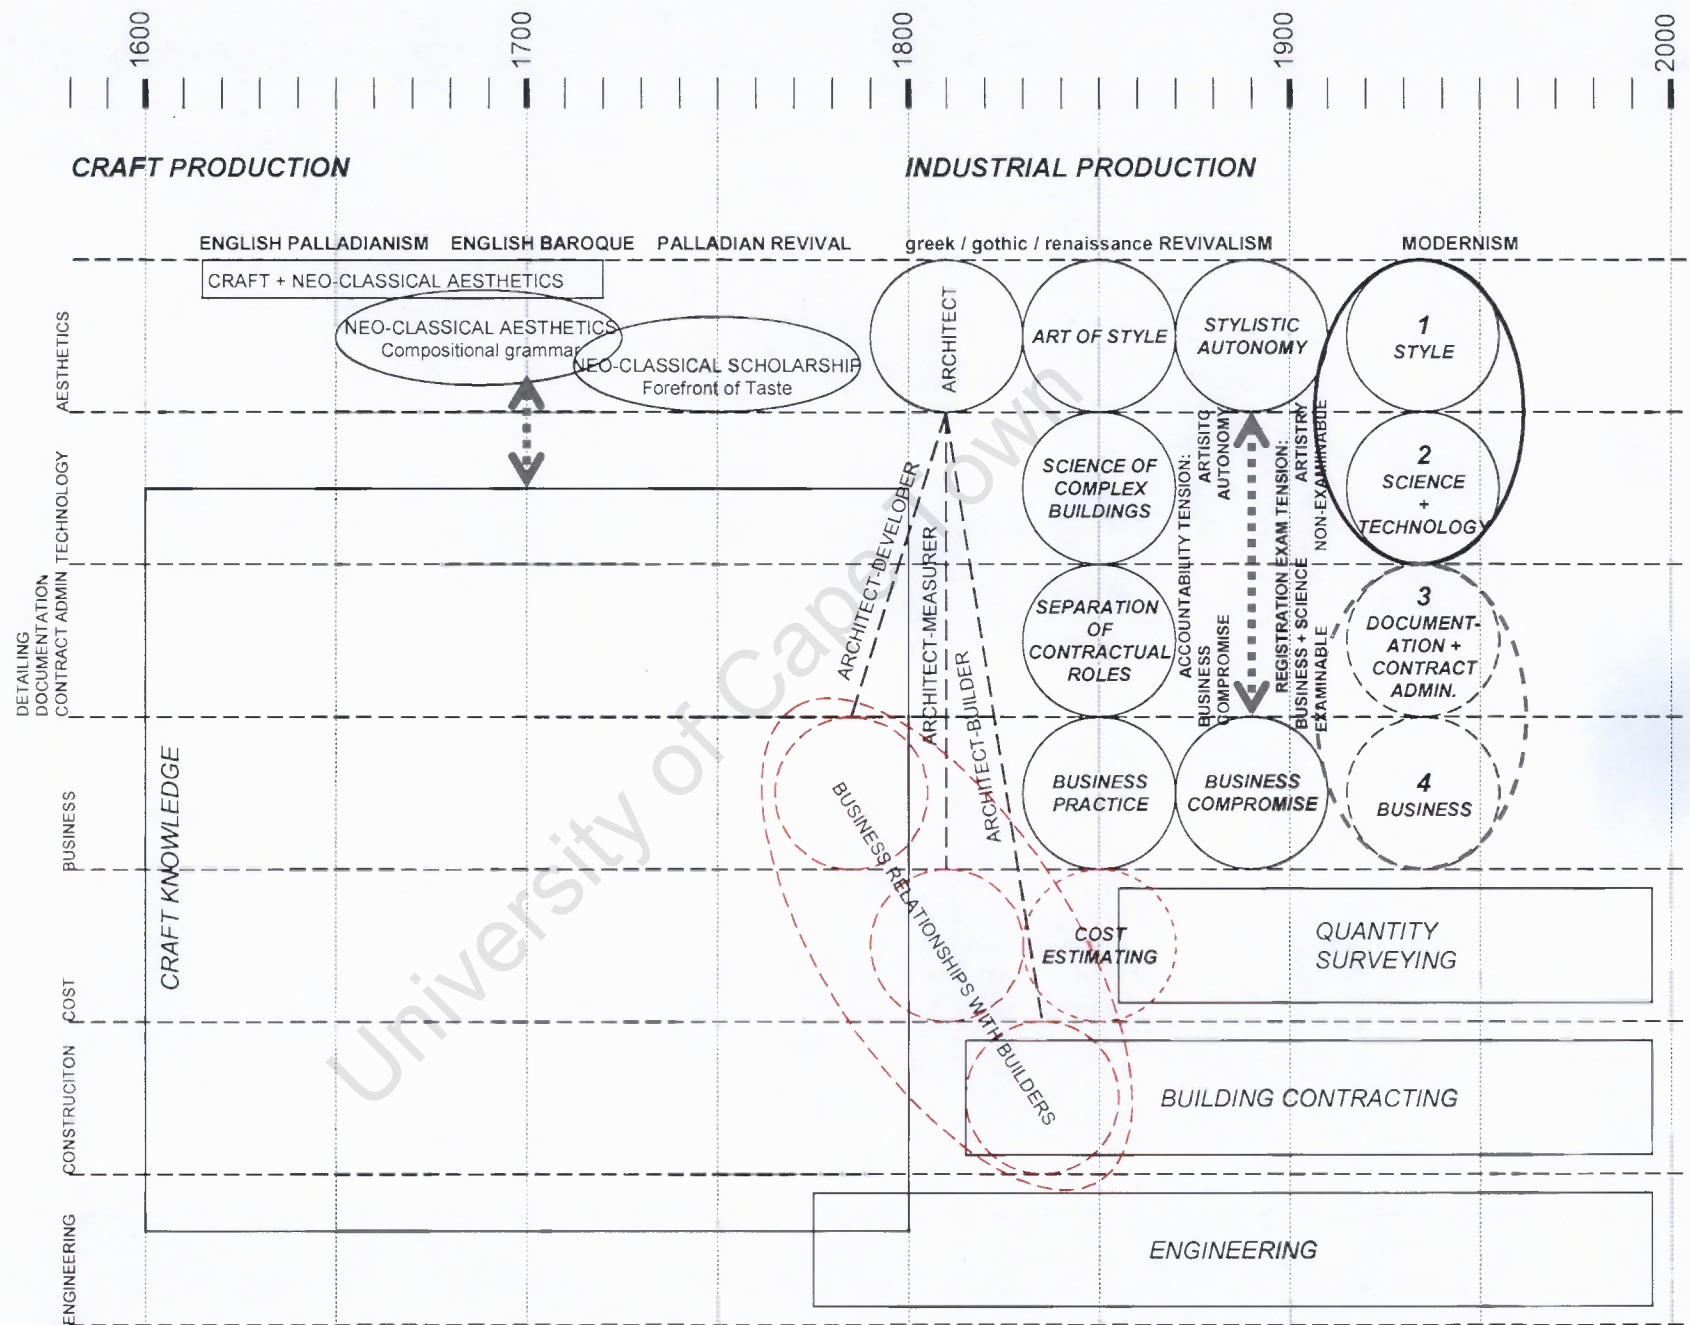 1600
1700
1800
1900
2000
CRAFT PRODUCTION
INDUSTRIAL PRODUCTION
ENGLISH PALLADIANISM
ENGLISH BAROQUE
PALLADIAN REVIVAL
greek / gothic / renaissance REVIVALISM
MODERNISM
CRAFT + NEO-CLASSICAL AESTHETICS
NEO-CLASSICAL AESTHETICS
Compositional grammar
NEO-CLASSICAL SCHOLARSHIP
Forefront of Taste
ARCHITECT
ART OF STYLE
STYLISTIC
AUTONOMY
1
STYLE
AESTHETICS
TECHNOLOGY
DETAILING
DOCUMENTATION
CONTRACT ADMIN
BUSINESS
COST
CONSTRUCITON
ENGINEERING
CRAFT KNOWLEDGE
ARCHITECT-DEVELOBER
ARCHITECT-MEASURER
ARCHITECT-BUILDER
SCIENCE OF
COMPLEX
BUILDINGS
ACCOUNTABILITY TENSION:
ARTISITC
AUTONOMY
BUSINESS
COMPROMISE
REGISTRATION EXAM TENSION:
ARTISTRY
NON-EXAMINABLE
BUSINESS + SCIENCE
EXAMINABLE
2
SCIENCE
+
TECHNOLOGY
SEPARATION
OF
CONTRACTUAL
ROLES
3
DOCUMENT-
ATION +
CONTRACT
ADMIN.
BUSINESS
PRACTICE
BUSINESS
COMPROMISE
4
BUSINESS
BUSINESS RELATIONSHIPS WITH BUILDERS
COST
ESTIMATING
QUANTITY
SURVEYING
BUILDING CONTRACTING
ENGINEERING
University of Cape Town